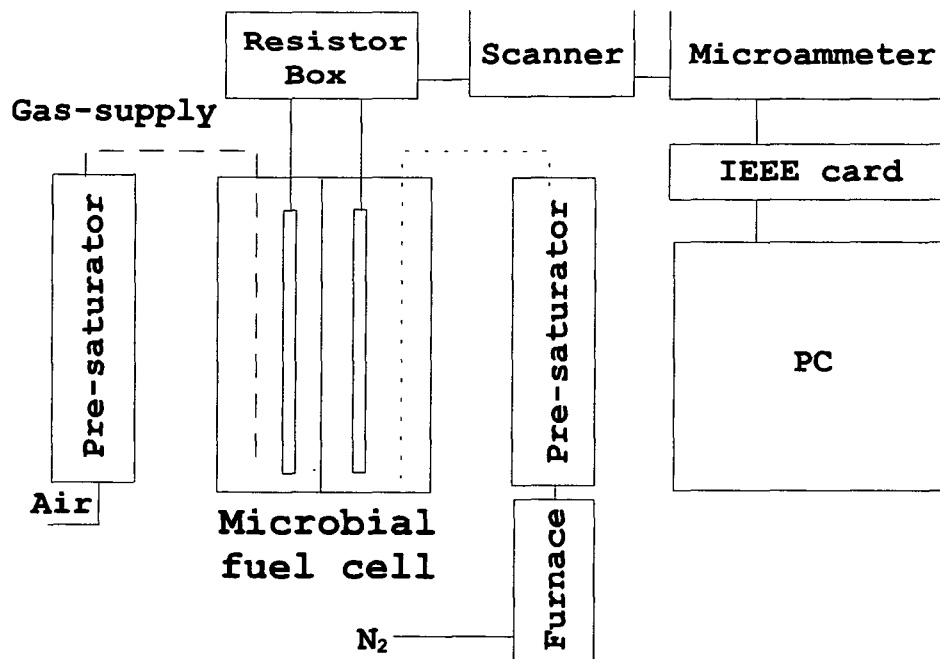 Resistor
Box
Scanner
Microammeter
Gas-supply
IEEE card
Pre-saturator
Pre-saturator
PC
Air
Microbial
fuel cell
Furnace
N₂